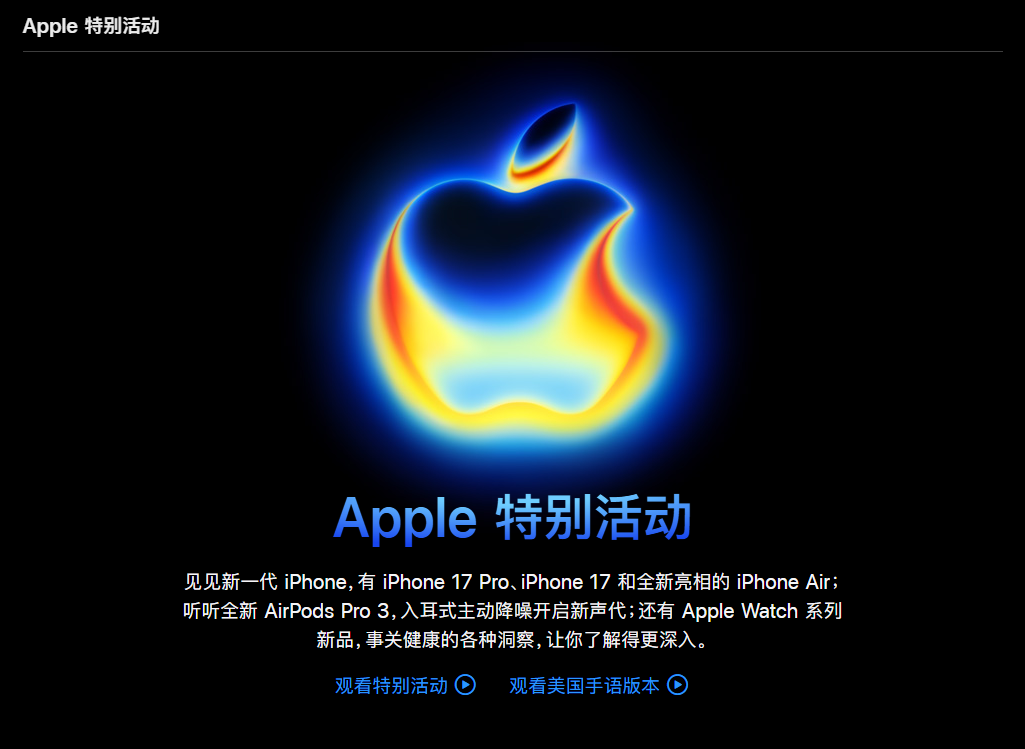 Apple 特别活动
Apple 特别活动
见见新一代 iPhone，有 iPhone 17 Pro、iPhone 17 和全新亮相的 iPhone Air；
听听全新 AirPods Pro 3，入耳式主动降噪开启新声代；还有 Apple Watch 系列
新品，事关健康的各种洞察，让你了解得更深入。
观看特别活动 观看美国手语版本